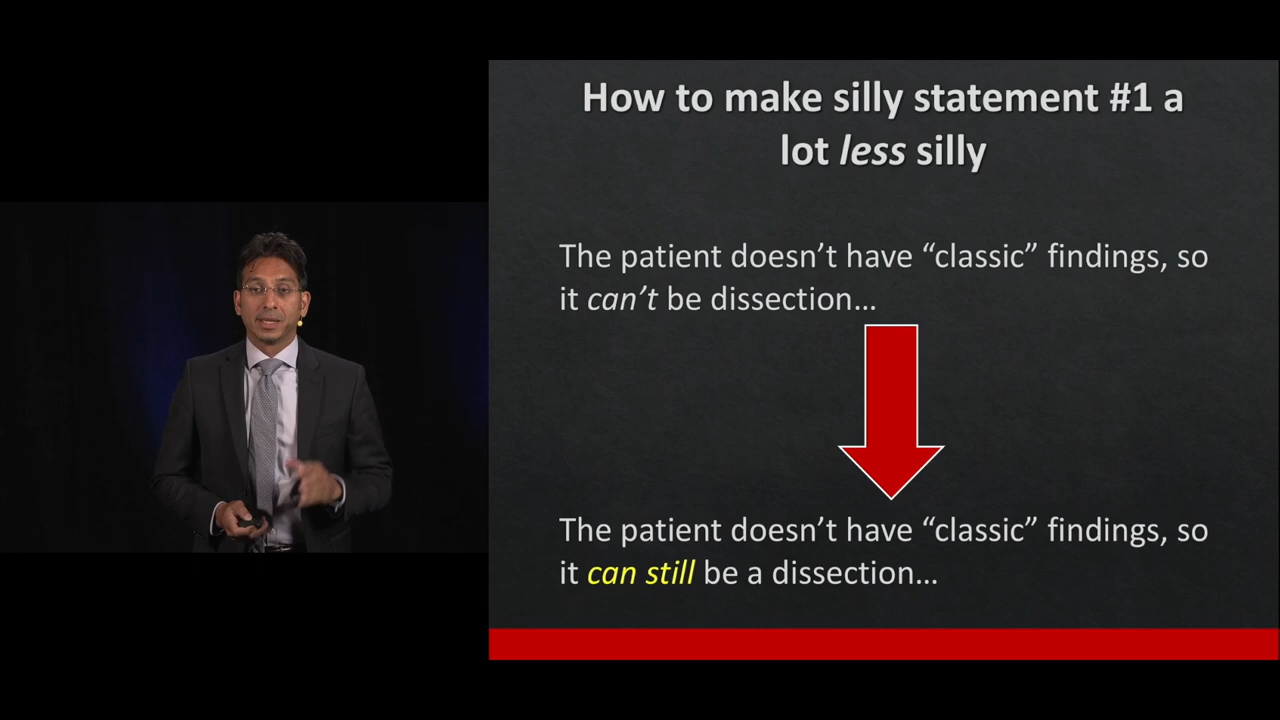 How to make silly statement #1 a
lot less silly
The patient doesn’t have “classic” findings, so
it can’t be dissection…
The patient doesn’t have “classic” findings, so
it can still be a dissection…